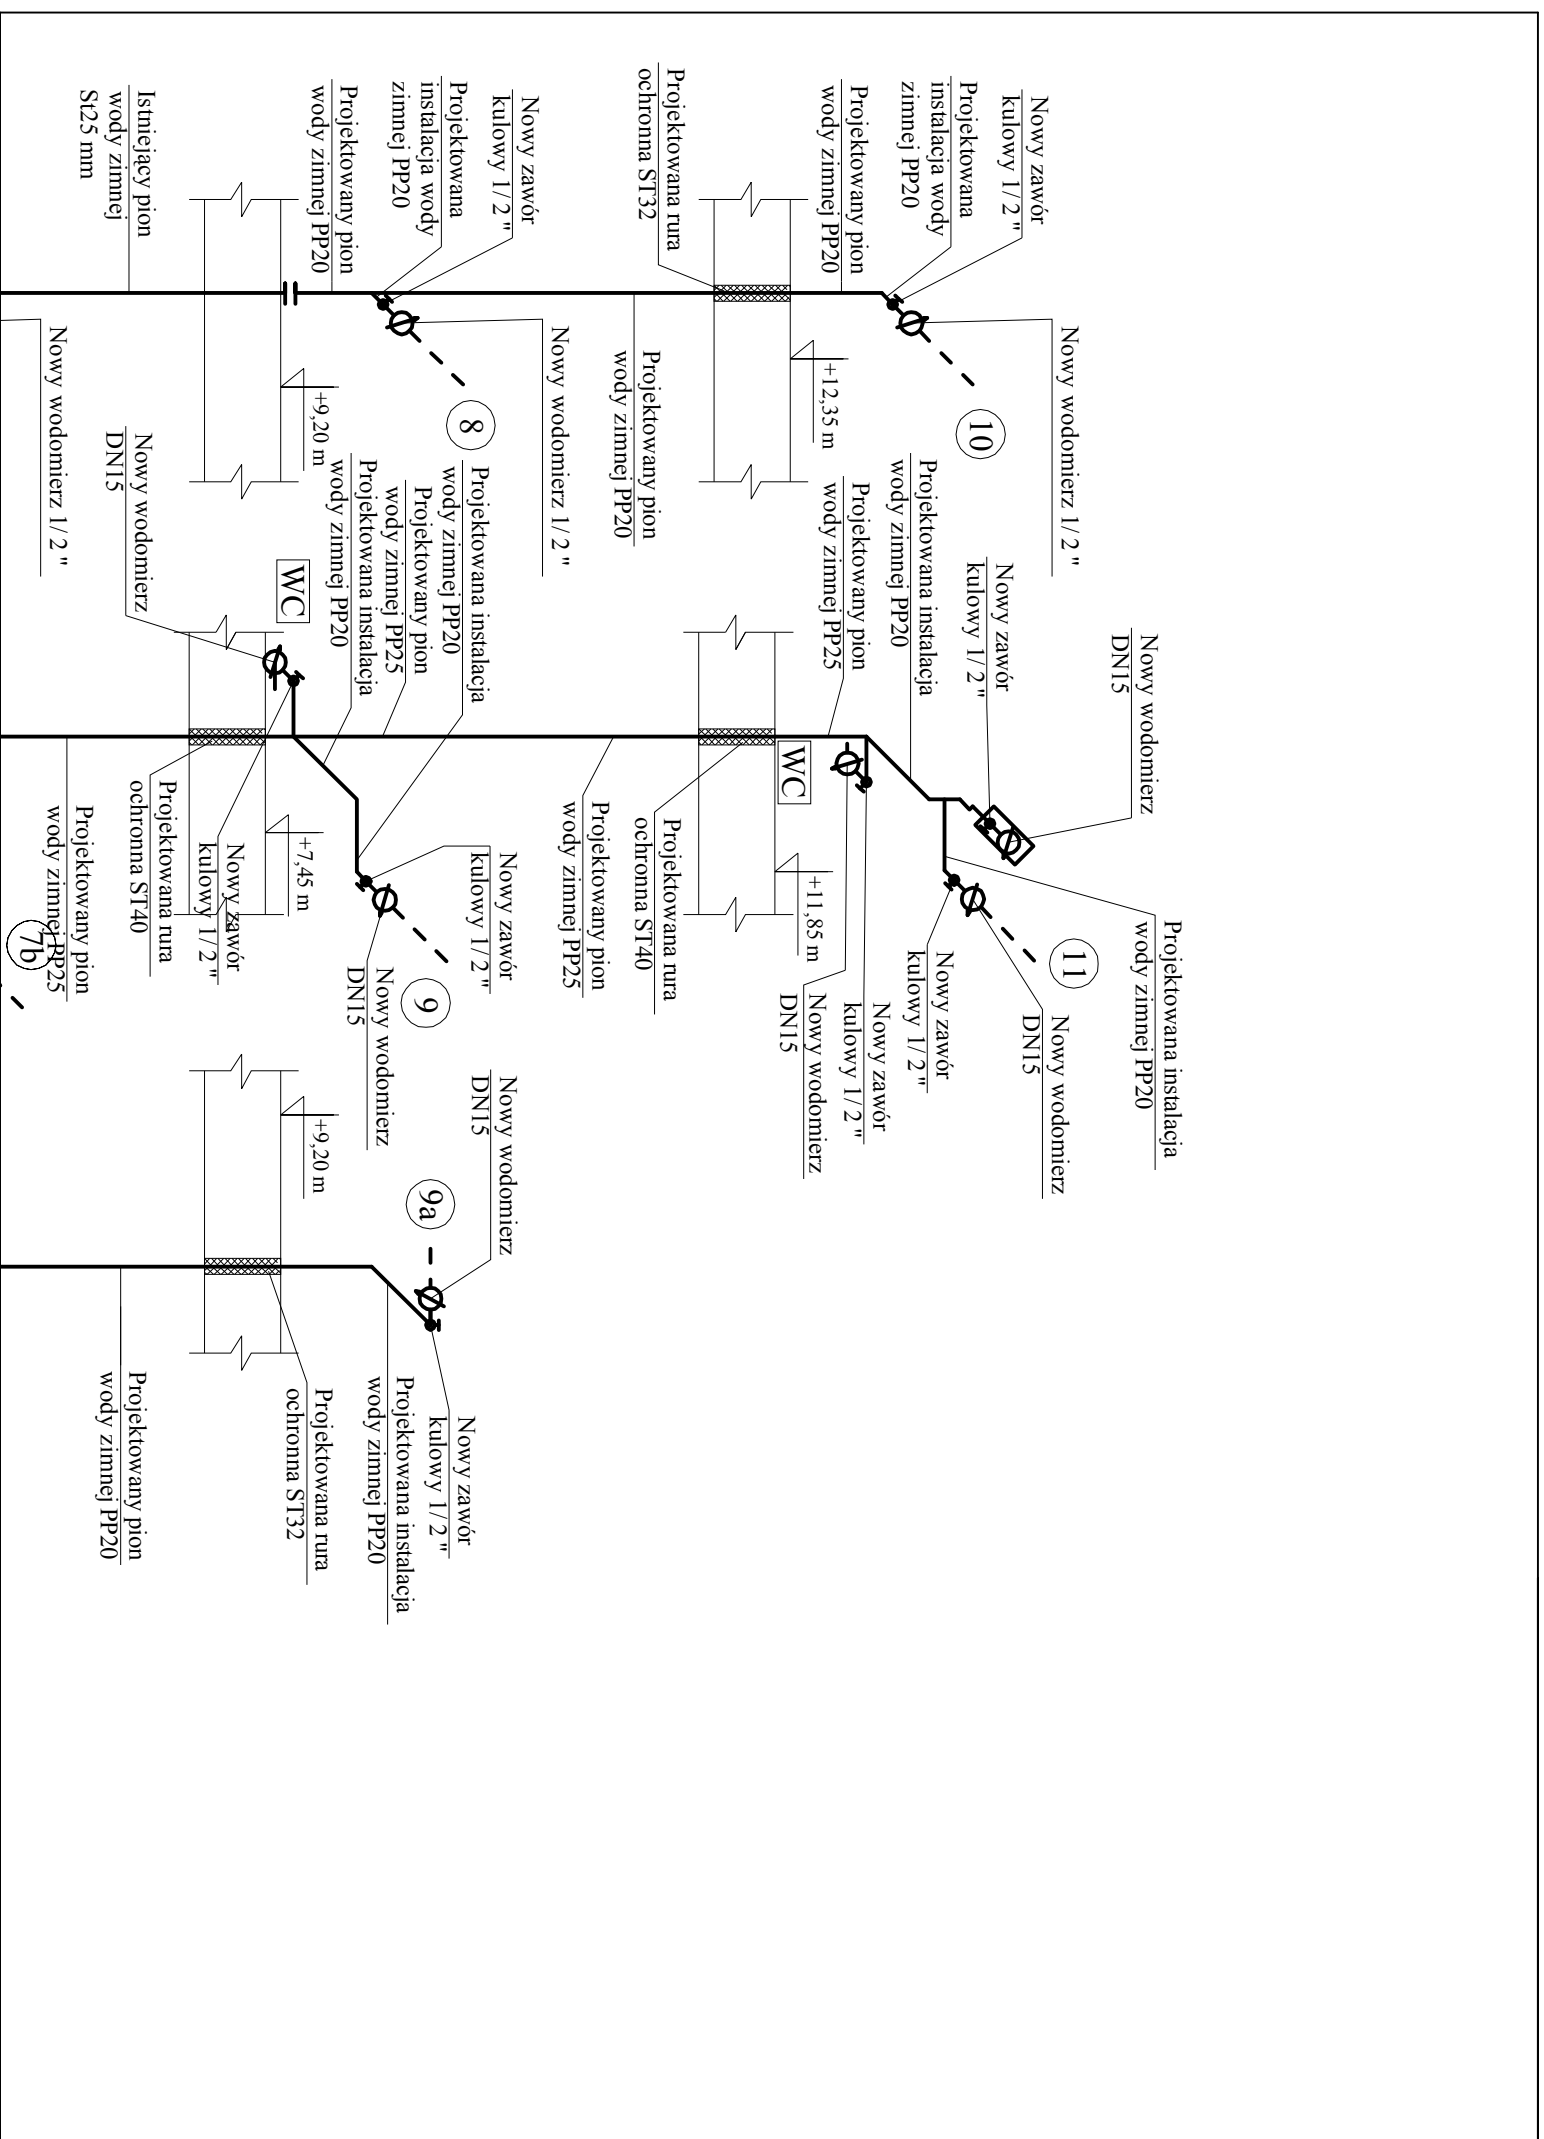 Nowy wodomierz
DN15
Projektowana instalacja
wody zimnej PP20
Nowy wodomierz 1/2"
Nowy zawór
kulowy 1/2"
Projektowana
instalacja wody
zimnej PP20
10
Nowy zawór
kulowy 1/2"
11
Nowy wodomierz
DN15
Projektowany pion
wody zimnej PP20
+12,35 m
Projektowana instalacja
wody zimnej PP20
Nowy zawór
kulowy 1/2"
Projektowany pion
wody zimnej PP25
Nowy zawór
kulowy 1/2"
WC
+11,85 m
Nowy wodomierz
DN15
Projektowana rura
ochronna ST32
Projektowany pion
wody zimnej PP20
Projektowana rura
ochronna ST40
Projektowany pion
wody zimnej PP25
Nowy wodomierz 1/2"
Nowy zawór
kulowy 1/2"
Projektowana
instalacja wody
zimnej PP20
8
Projektowana instalacja
wody zimnej PP20
Nowy zawór
kulowy 1/2"
Nowy wodomierz
DN15
Projektowany pion
wody zimnej PP25
9
9a
Nowy zawór
kulowy 1/2"
Projektowany pion
wody zimnej PP20
+9,20 m
Projektowana instalacja
wody zimnej PP20
Nowy wodomierz
DN15
Projektowana instalacja
wody zimnej PP20
WC
+7,45 m
+9,20 m
Projektowana rura
ochronna ST32
Nowy zawór
kulowy 1/2"
Istniejący pion
wody zimnej
St25 mm
Nowy wodomierz
DN15
Projektowana rura
ochronna ST40
Projektowany pion
wody zimnej PP20
Nowy wodomierz 1/2"
Projektowany pion
wody zimnej PP25
7b